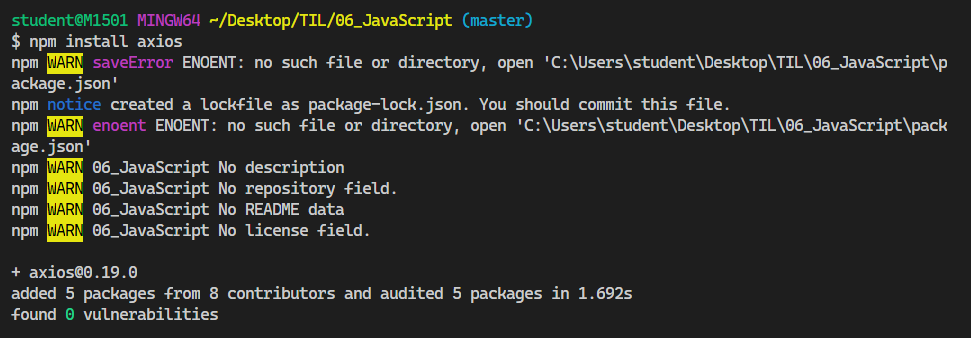 student@M1501 MINGW64 ~/Desktop/TIL/06_JavaScript (master)
$ npm install axios
npm WARN saveError ENOENT: no such file or directory, open 'C:\Users\student\Desktop\TIL\06_JavaScript\p
ackage.json'
npm notice created a lockfile as package-lock.json. You should commit this file.
npm WARN enoent ENOENT: no such file or directory, open 'C:\Users\student\Desktop\TIL\06_JavaScript\pack
age.json'
npm WARN 06_JavaScript No description
npm WARN 06_JavaScript No repository field.
npm WARN 06_JavaScript No README data
npm WARN 06_JavaScript No license field.
+ axios@0.19.0
added 5 packages from 8 contributors and audited 5 packages in 1.692s
found 0 vulnerabilities